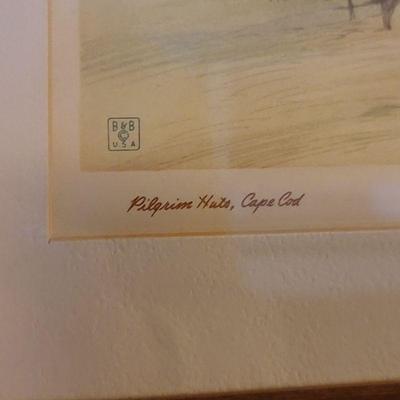 B&B
©
USA
Pilgrim Huts, Cape Cod